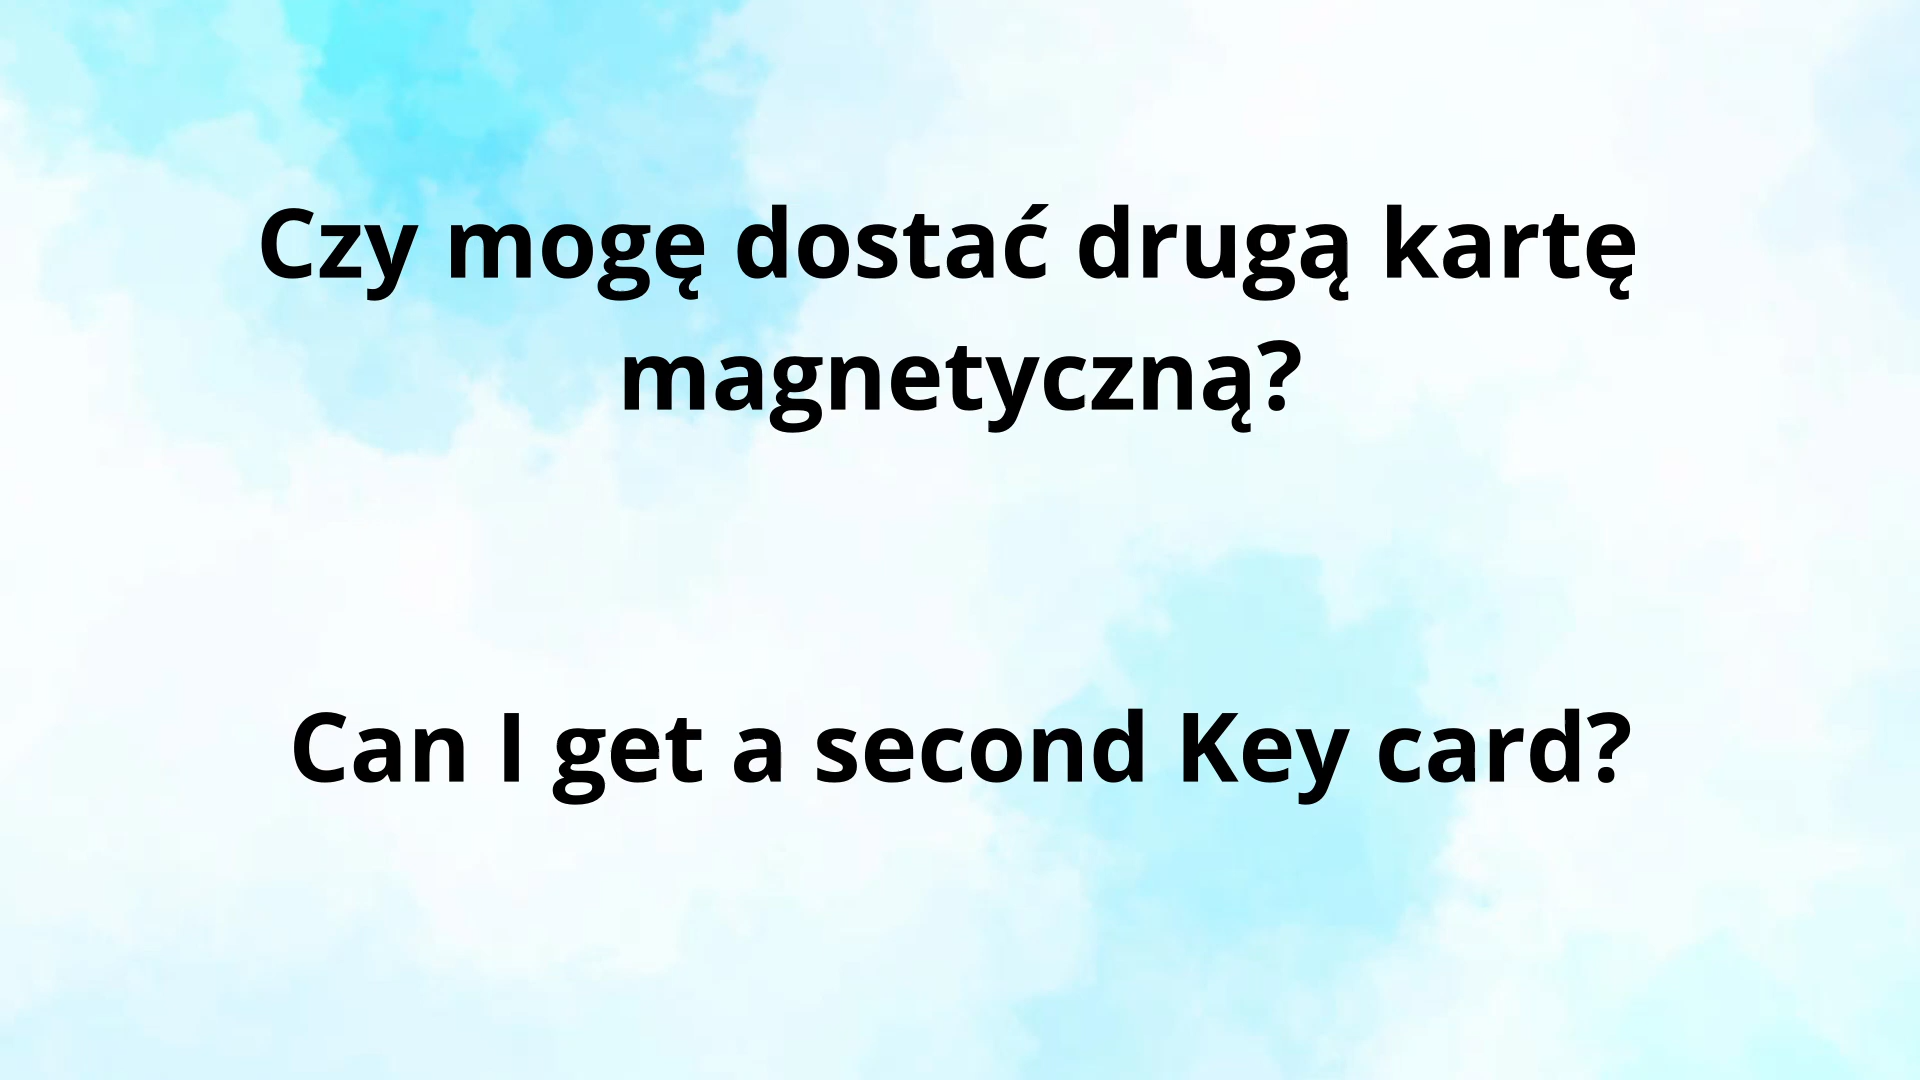 Czy mogę dostać drugą kartę
magnetyczną?
Can I get a second Key card?